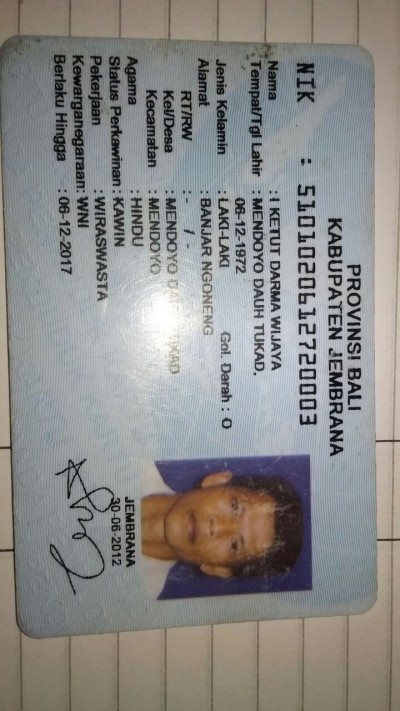 PROVINSI BALI
KABUPATEN JEMBRANA
NIK : 5101020612720003
Nama : I KETUT DARMA WIJAYA
Tempat/Tgl Lahir : MENDOYO DAUH TUKAD,
06-12-1972
Jenis Kelamin : LAKI-LAKI Gol. Darah : O
Alamat : BANJAR NGONENG
RT/RW : - / -
Kel/Desa : MENDOYO DAUH TUKAD
Kecamatan : MENDOYO
Agama : HINDU
Status Perkawinan : KAWIN
Pekerjaan : WIRASWASTA
Kewarganegaraan: WNI
Berlaku Hingga : 06-12-2017
JEMBRANA
30-06-2012